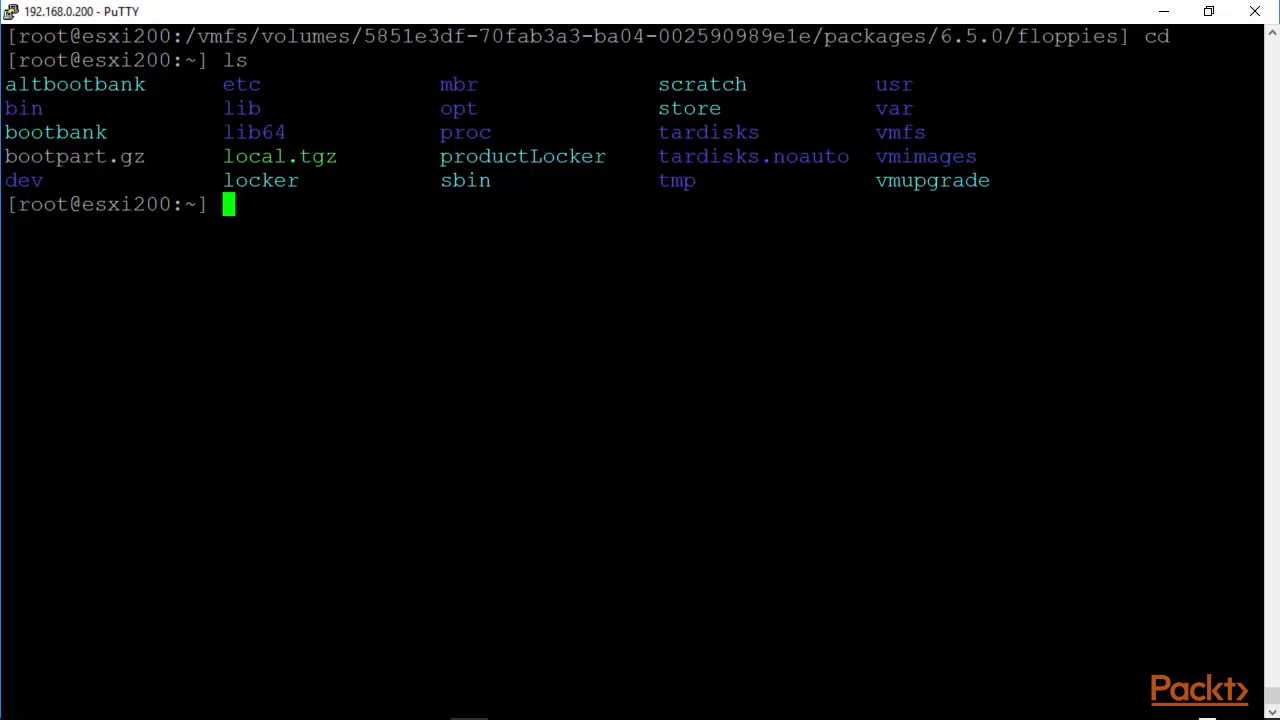 192.168.0.200 - PuTTY
[root@esxi200:/vmfs/volumes/5851e3df-70fab3a3-ba04-002590989e1e/packages/6.5.0/floppies] cd
[root@esxi200:~] ls
altbootbank etc mbr scratch usr
bin lib opt store var
bootbank lib64 proc tardisks vmfs
bootpart.gz local.tgz productLocker tardisks.noauto vmimages
dev locker sbin tmp vmupgrade
[root@esxi200:~]
Packt>